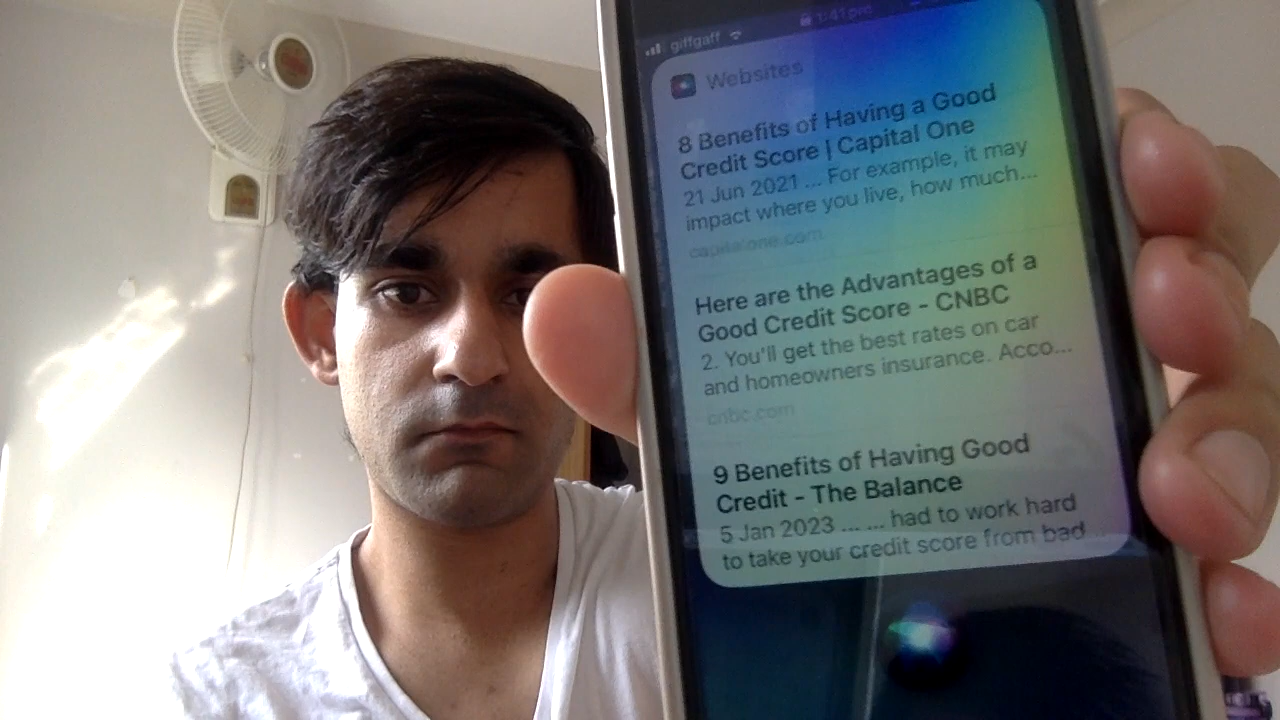 giffgaff 1:41 pm
Websites
8 Benefits of Having a Good
Credit Score | Capital One
21 Jun 2021 ... For example, it may
impact where you live, how much...
capitalone.com
Here are the Advantages of a
Good Credit Score - CNBC
2. You'll get the best rates on car
and homeowners insurance. Acco...
cnbc.com
9 Benefits of Having Good
Credit - The Balance
5 Jan 2023 ... ... had to work hard
to take your credit score from bad ...